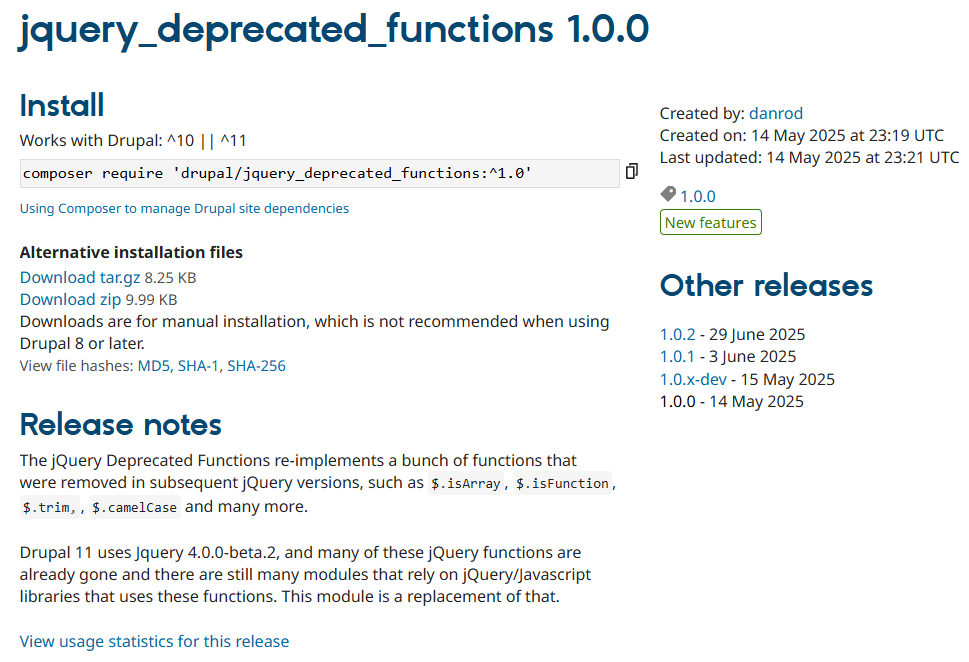 jquery_deprecated_functions 1.0.0
Install
Works with Drupal: ^10 || ^11
composer require 'drupal/jquery_deprecated_functions:^1.0'
Using Composer to manage Drupal site dependencies
Alternative installation files
Download tar.gz 8.25 KB
Download zip 9.99 KB
Downloads are for manual installation, which is not recommended when using
Drupal 8 or later.
View file hashes: MD5, SHA-1, SHA-256
Release notes
The jQuery Deprecated Functions re-implements a bunch of functions that
were removed in subsequent jQuery versions, such as $.isArray, $.isFunction,
$.trim,, $.camelCase and many more.
Drupal 11 uses Jquery 4.0.0-beta.2, and many of these jQuery functions are
already gone and there are still many modules that rely on jQuery/Javascript
libraries that uses these functions. This module is a replacement of that.
View usage statistics for this release
Created by: danrod
Created on: 14 May 2025 at 23:19 UTC
Last updated: 14 May 2025 at 23:21 UTC
1.0.0
New features
Other releases
1.0.2 - 29 June 2025
1.0.1 - 3 June 2025
1.0.x-dev - 15 May 2025
1.0.0 - 14 May 2025